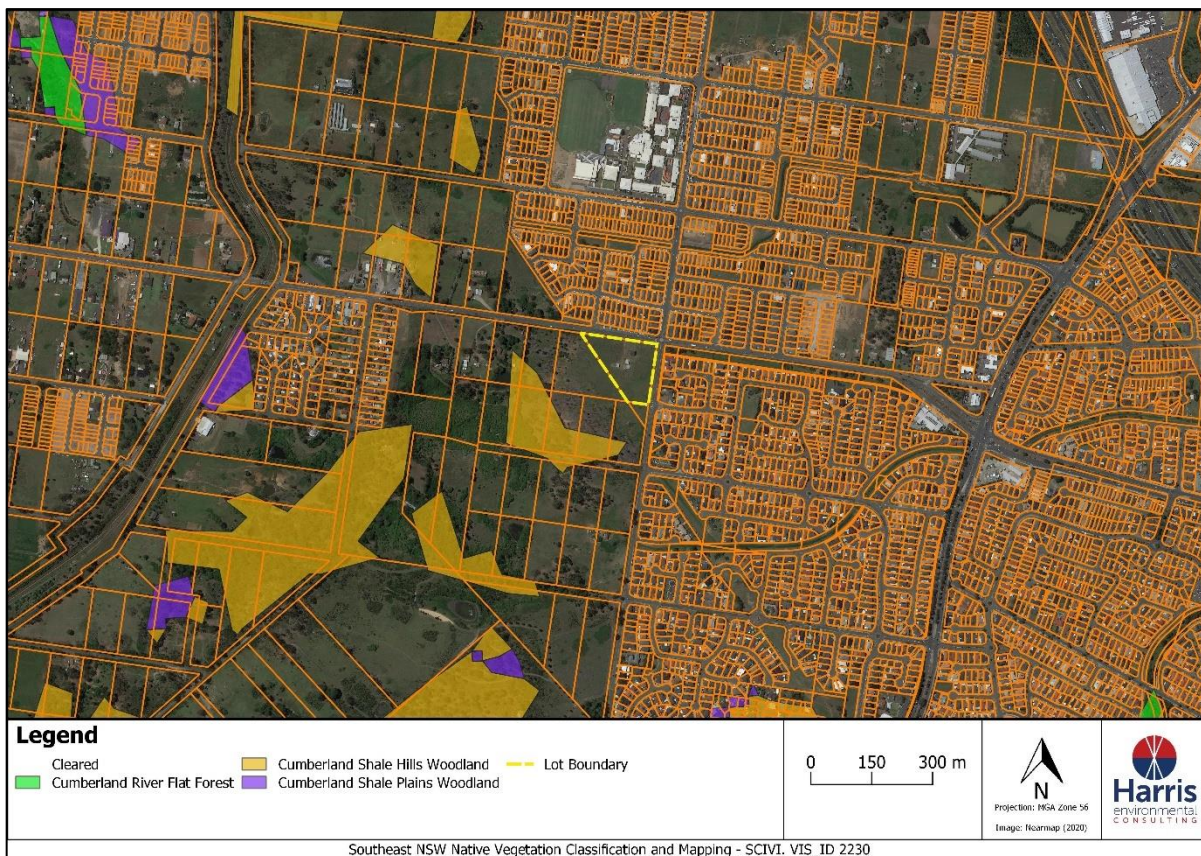 Legend
Cleared
Cumberland River Flat Forest
Cumberland Shale Hills Woodland
Cumberland Shale Plains Woodland
Lot Boundary
0 150 300 m
N
Projection: MGA Zone 56
Image: Nearmap (2020)
Harris
environmental
CONSULTING
Southeast NSW Native Vegetation Classification and Mapping - SCIVI. VIS_ID 2230